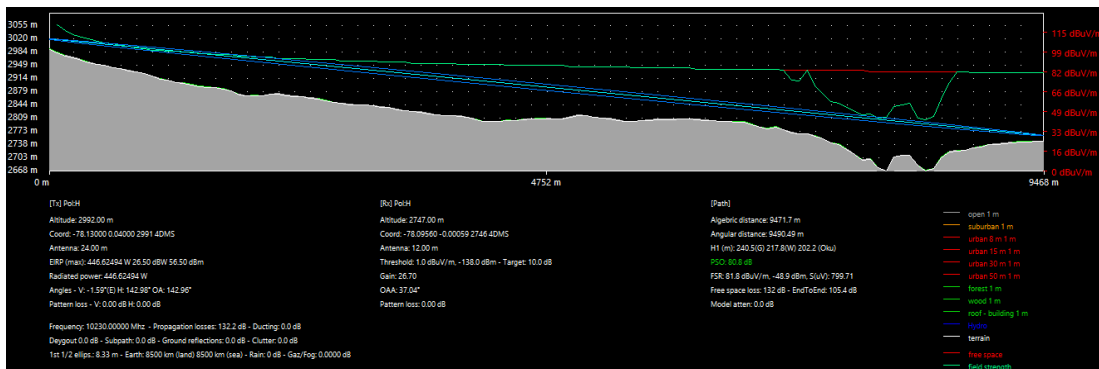 3055 m
3020 m
2984 m
2949 m
2914 m
2879 m
2844 m
2809 m
2773 m
2738 m
2703 m
2668 m
115 dBuV/m
99 dBuV/m
82 dBuV/m
66 dBuV/m
49 dBuV/m
33 dBuV/m
16 dBuV/m
0 dBuV/m
0 m
4752 m
9468 m
[Tx] Pol:H
Altitude: 2992.00 m
Coord: -78.13000 0.04000 2991 4DMS
Antenna: 24.00 m
EIRP (max): 446.62494 W 26.50 dBW 56.50 dBm
Radiated power: 446.62494 W
Angles - V: -1.59°(E) H: 142.98° OA: 142.96°
Pattern loss - V: 0.00 dB H: 0.00 dB
[Rx] Pol:H
Altitude: 2747.00 m
Coord: -78.09560 -0.00059 2746 4DMS
Antenna: 12.00 m
Threshold: 1.0 dBuV/m, -138.0 dBm - Target: 10.0 dB
Gain: 26.70
OAA: 37.04°
Pattern loss: 0.00 dB
[Path]
Algebric distance: 9471.7 m
Angular distance: 9490.49 m
H1 (m): 240.5(G) 217.8(W) 202.2 (Oku)
PSO: 80.8 dB
FSR: 81.8 dBuV/m, -48.9 dBm, S(uV): 799.71
Free space loss: 132 dB - EndToEnd: 105.4 dB
Model atten: 0.0 dB
Frequency: 10230.00000 Mhz - Propagation losses: 132.2 dB - Ducting: 0.0 dB
Deygout 0.0 dB - Subpath: 0.0 dB - Ground reflections: 0.0 dB - Clutter: 0.0 dB
1st 1/2 ellips.: 8.33 m - Earth: 8500 km (land) 8500 km (sea) - Rain: 0 dB - Gaz/Fog: 0.0000 dB
open 1 m
suburban 1 m
urban 8 m 1 m
urban 15 m 1 m
urban 30 m 1 m
urban 50 m 1 m
forest 1 m
wood 1 m
roof - building 1 m
Hydro
terrain
free space
field strength